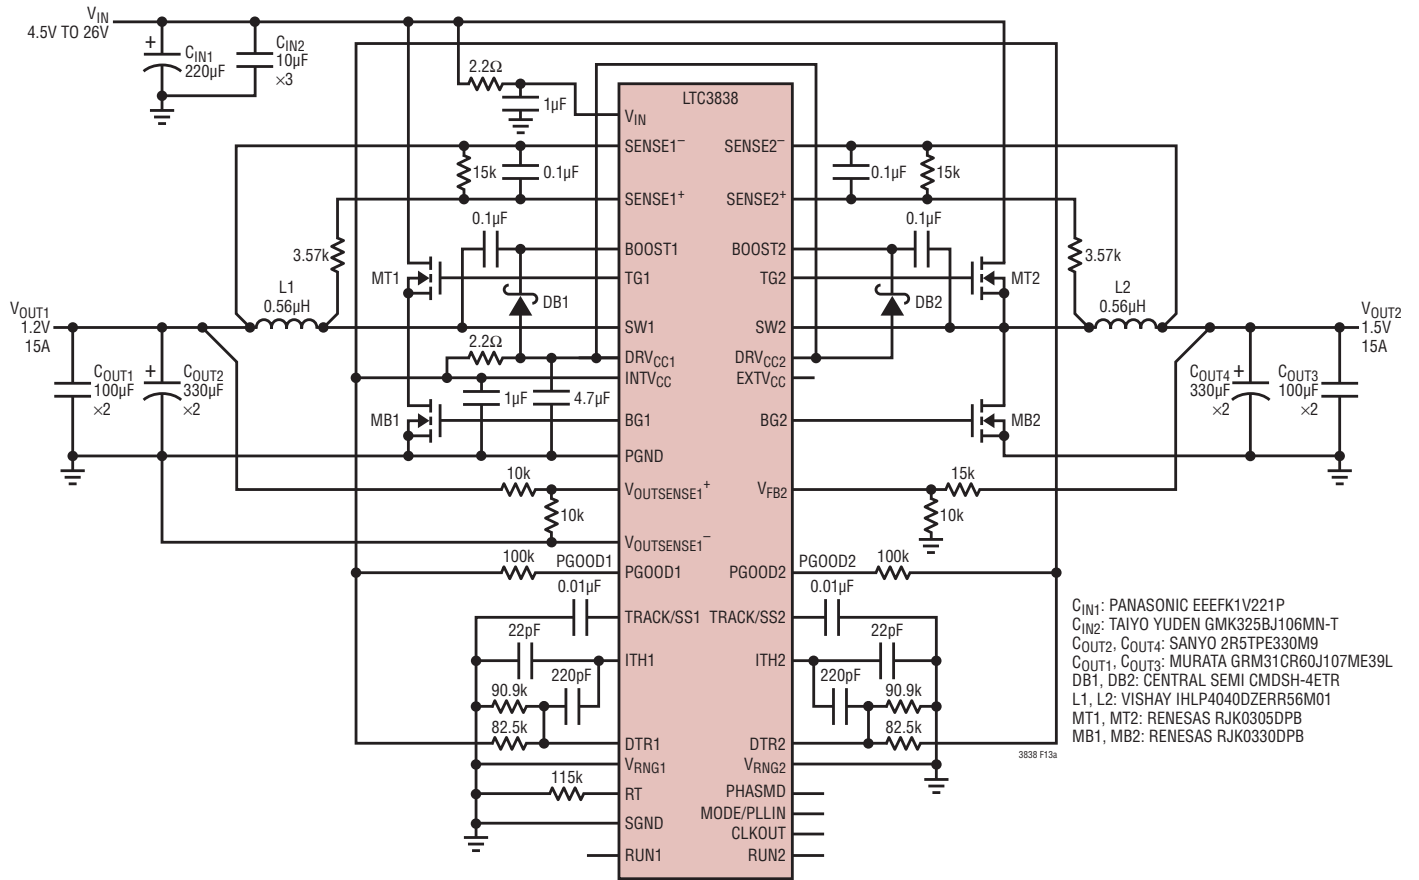 VIN
4.5V TO 26V
CIN1
220µF
CIN2
10µF
×3
2.2Ω
1µF
LTC3838
VIN
SENSE1–
SENSE2–
15k
0.1µF
0.1µF
15k
SENSE1+
SENSE2+
0.1µF
0.1µF
3.57k
BOOST1
BOOST2
3.57k
MT1
TG1
TG2
MT2
L1
0.56µH
DB1
DB2
L2
0.56µH
VOUT1
1.2V
15A
SW1
SW2
VOUT2
1.5V
15A
2.2Ω
DRVCC1
DRVCC2
INTVCC
EXTVCC
COUT1
100µF
×2
COUT2
330µF
×2
1µF
4.7µF
COUT4
330µF
×2
COUT3
100µF
×2
MB1
BG1
BG2
MB2
PGND
10k
15k
VOUTSENSE1+
VFB2
10k
10k
VOUTSENSE1–
100k
PGOOD1
PGOOD1
PGOOD2
PGOOD2
100k
0.01µF
0.01µF
TRACK/SS1
TRACK/SS2
22pF
22pF
ITH1
ITH2
220pF
220pF
90.9k
90.9k
82.5k
82.5k
DTR1
DTR2
VRNG1
VRNG2
115k
RT
PHASMD
MODE/PLLIN
SGND
CLKOUT
RUN1
RUN2
3838 F13a
CIN1: PANASONIC EEEFK1V221P
CIN2: TAIYO YUDEN GMK325BJ106MN-T
COUT2, COUT4: SANYO 2R5TPE330M9
COUT1, COUT3: MURATA GRM31CR60J107ME39L
DB1, DB2: CENTRAL SEMI CMDSH-4ETR
L1, L2: VISHAY IHLP4040DZERR56M01
MT1, MT2: RENESAS RJK0305DPB
MB1, MB2: RENESAS RJK0330DPB